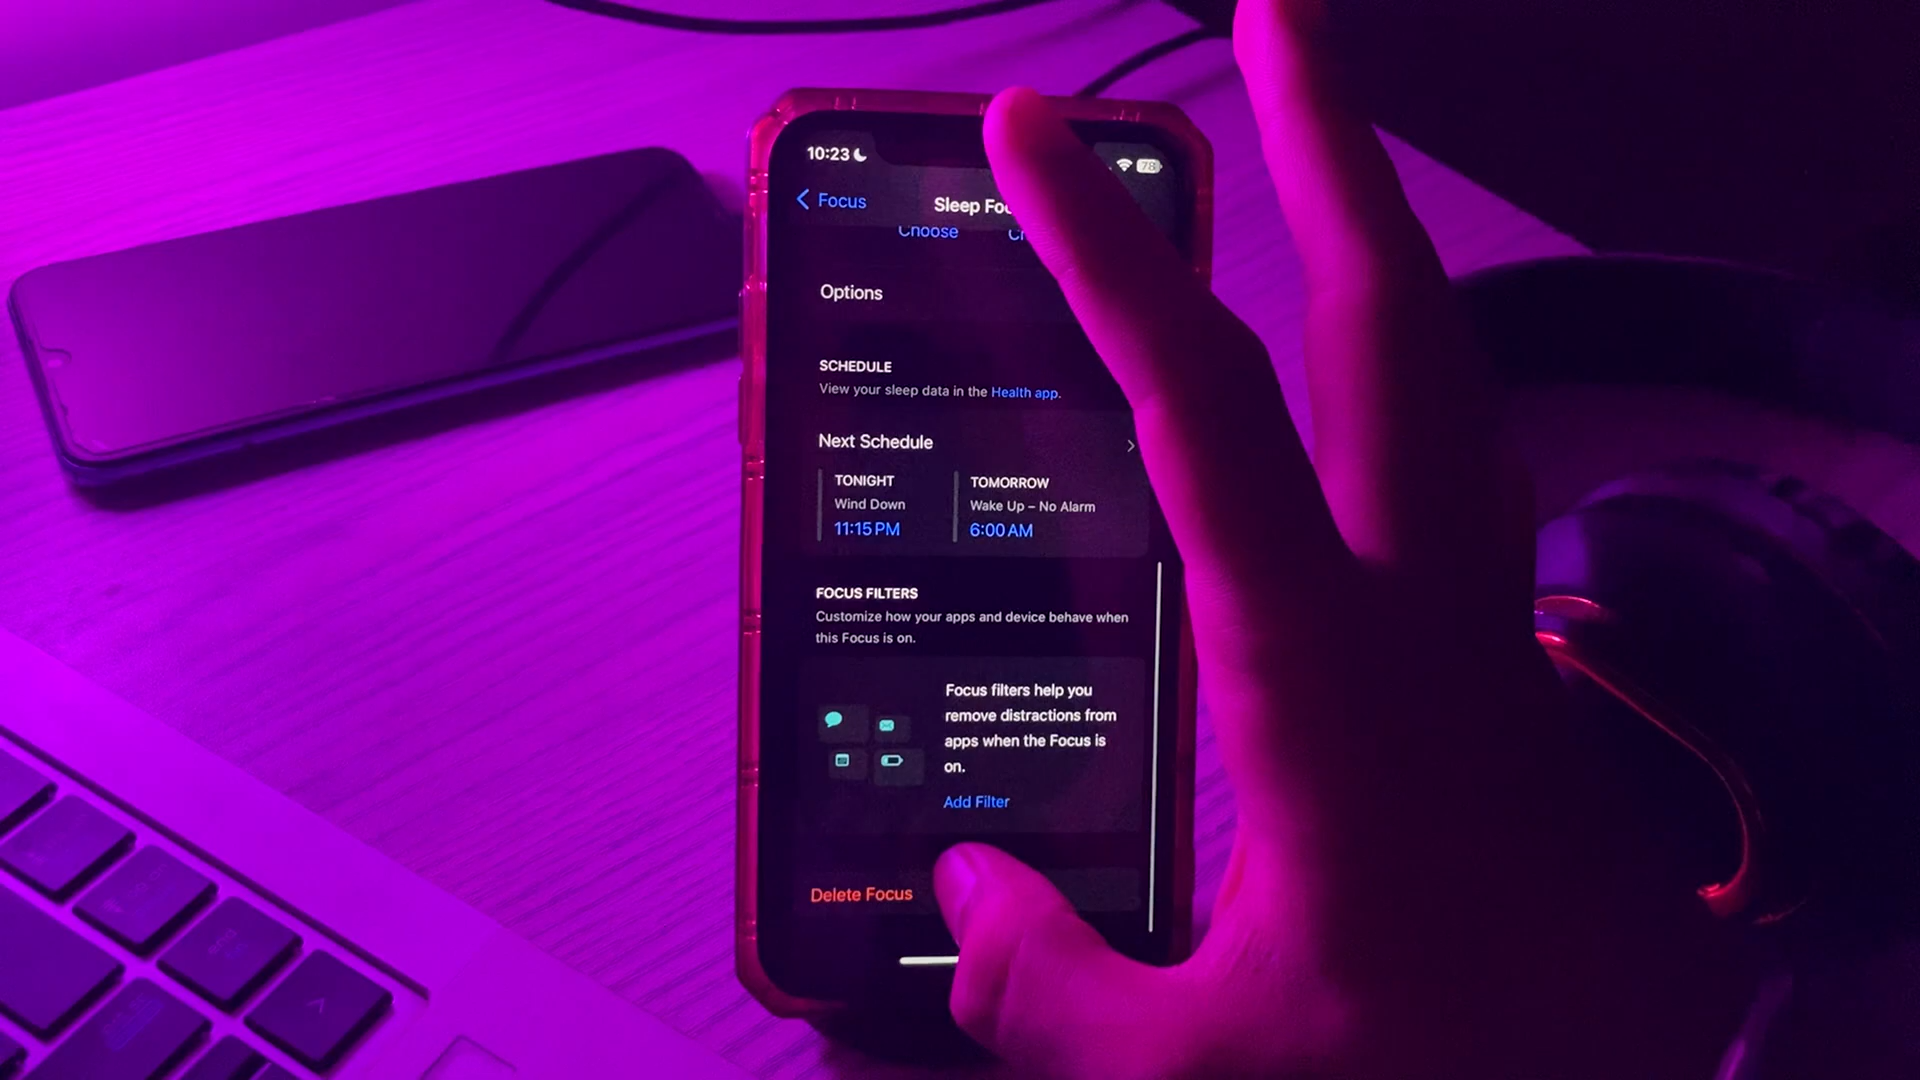 10:23
78
Focus
Sleep Foc
Choose
Options
SCHEDULE
View your sleep data in the Health app.
Next Schedule
TONIGHT
Wind Down
11:15 PM
TOMORROW
Wake Up – No Alarm
6:00 AM
FOCUS FILTERS
Customize how your apps and device behave when
this Focus is on.
Focus filters help you
remove distractions from
apps when the Focus is
on.
Add Filter
Delete Focus
end